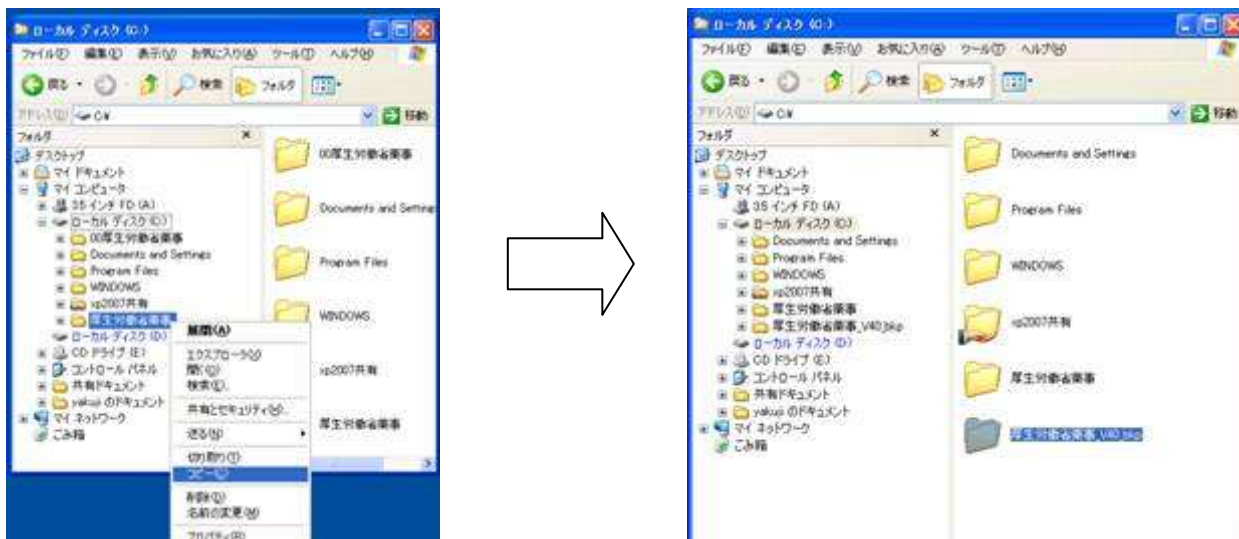 ローカル ディスク (C:)
ファイル(F) 編集(E) 表示(V) お気に入り(A) ツール(T) ヘルプ(H)
戻る 検索 フォルダ
アドレス(D) C:¥ 移動
フォルダ ×
デスクトップ
マイ ドキュメント
マイ コンピュータ
3.5 インチ FD (A:)
ローカル ディスク (C:)
00厚生労働省薬事
Documents and Settings
Program Files
WINDOWS
xp2007共有
厚生労働省薬事
ローカル ディスク (D:)
CD ドライブ (E:)
コントロール パネル
共有ドキュメント
yakuji のドキュメント
マイ ネットワーク
ごみ箱
展開(A)
エクスプローラ(X)
開く(O)
検索(E)...
共有とセキュリティ(H)...
送る(N)
切り取り(T)
コピー(C)
削除(D)
名前の変更(M)
プロパティ(R)
00厚生労働省薬事
Documents and Settings
Program Files
WINDOWS
xp2007共有
厚生労働省薬事
ローカル ディスク (C:)
ファイル(F) 編集(E) 表示(V) お気に入り(A) ツール(T) ヘルプ(H)
戻る 検索 フォルダ
アドレス(D) C:¥ 移動
フォルダ ×
デスクトップ
マイ ドキュメント
マイ コンピュータ
3.5 インチ FD (A:)
ローカル ディスク (C:)
Documents and Settings
Program Files
WINDOWS
xp2007共有
厚生労働省薬事
厚生労働省薬事_V40.bkp
ローカル ディスク (D:)
CD ドライブ (E:)
コントロール パネル
共有ドキュメント
yakuji のドキュメント
マイ ネットワーク
ごみ箱
Documents and Settings
Program Files
WINDOWS
xp2007共有
厚生労働省薬事
厚生労働省薬事_V40.bkp